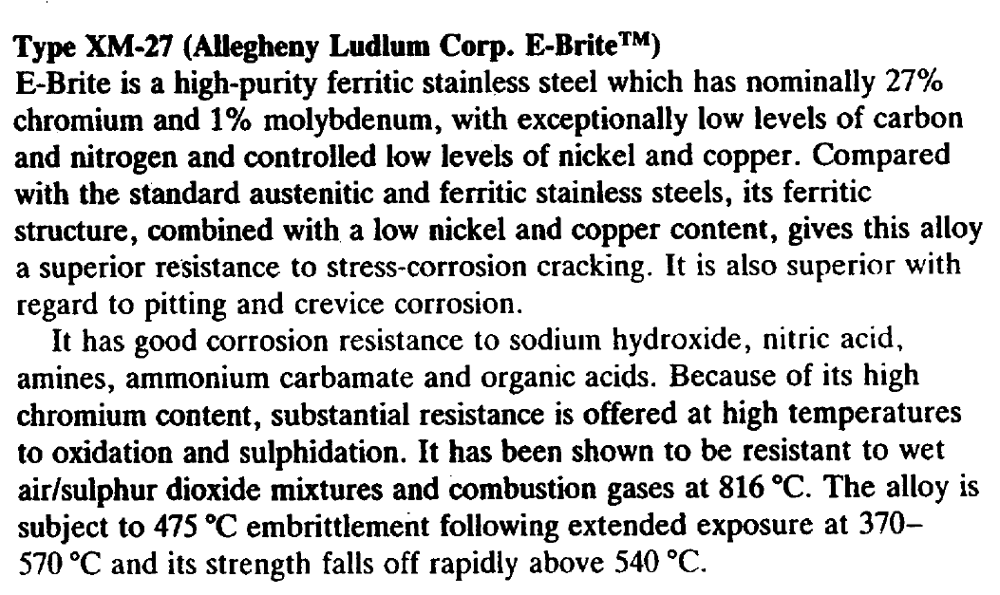 Type XM-27 (Allegheny Ludlum Corp. E-Brite™)
E-Brite is a high-purity ferritic stainless steel which has nominally 27%
chromium and 1% molybdenum, with exceptionally low levels of carbon
and nitrogen and controlled low levels of nickel and copper. Compared
with the standard austenitic and ferritic stainless steels, its ferritic
structure, combined with a low nickel and copper content, gives this alloy
a superior resistance to stress-corrosion cracking. It is also superior with
regard to pitting and crevice corrosion.
It has good corrosion resistance to sodium hydroxide, nitric acid,
amines, ammonium carbamate and organic acids. Because of its high
chromium content, substantial resistance is offered at high temperatures
to oxidation and sulphidation. It has been shown to be resistant to wet
air/sulphur dioxide mixtures and combustion gases at 816 °C. The alloy is
subject to 475 °C embrittlement following extended exposure at 370–
570 °C and its strength falls off rapidly above 540 °C.